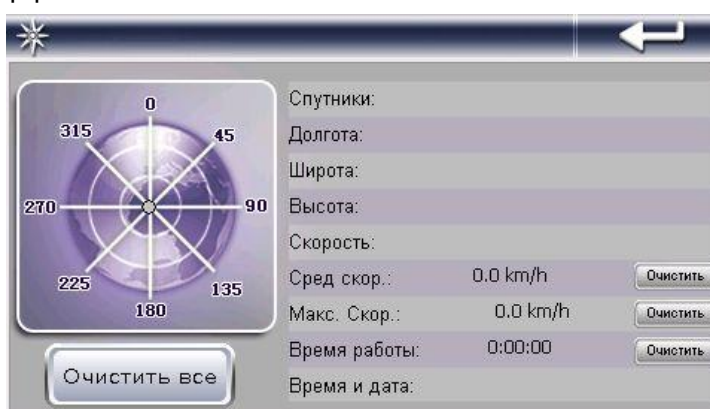 0
315 45
270 90
225 135
180
Очистить все
Спутники:
Долгота:
Широта:
Высота:
Скорость:
Сред скор.: 0.0 km/h Очистить
Макс. Скор.: 0.0 km/h Очистить
Время работы: 0:00:00 Очистить
Время и дата: